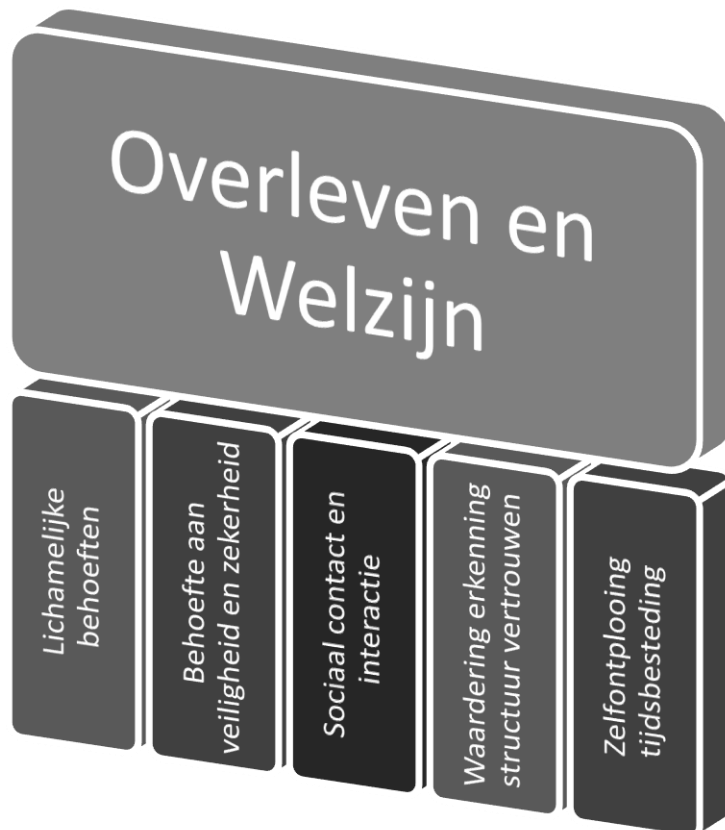 Overleven en
Welzijn
Lichamelijke
behoeften
Behoefte aan
veiligheid en zekerheid
Sociaal contact en
interactie
Waardering erkenning
structuur vertrouwen
Zelfontplooing
tijdsbesteding